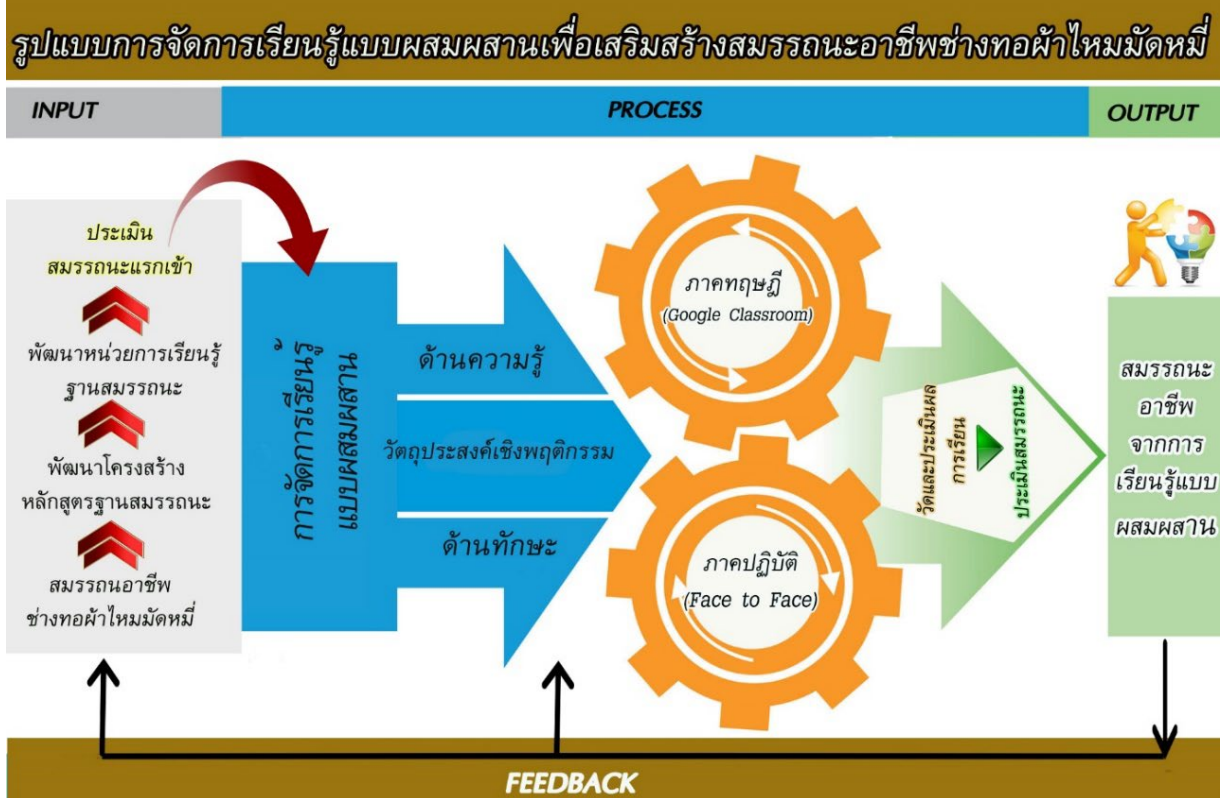 รูปแบบการจัดการเรียนรู้แบบผสมผสานเพื่อเสริมสร้างสมรรถนะอาชีพช่างทอผ้าไหมมัดหมี่
INPUT
PROCESS
OUTPUT
ประเมิน
สมรรถนะแรกเข้า
พัฒนาหน่วยการเรียนรู้
ฐานสมรรถนะ
พัฒนาโครงสร้าง
หลักสูตรฐานสมรรถนะ
สมรรถนอาชีพ
ช่างทอผ้าไหมมัดหมี่
การจัดการเรียนรู้
แบบผสมผสาน
ด้านความรู้
วัตถุประสงค์เชิงพฤติกรรม
ด้านทักษะ
ภาคทฤษฎี
(Google Classroom)
ภาคปฏิบัติ
(Face to Face)
วัดและประเมินผล
การเรียน
ประเมินสมรรถนะ
สมรรถนะ
อาชีพ
จากการ
เรียนรู้แบบ
ผสมผสาน
FEEDBACK